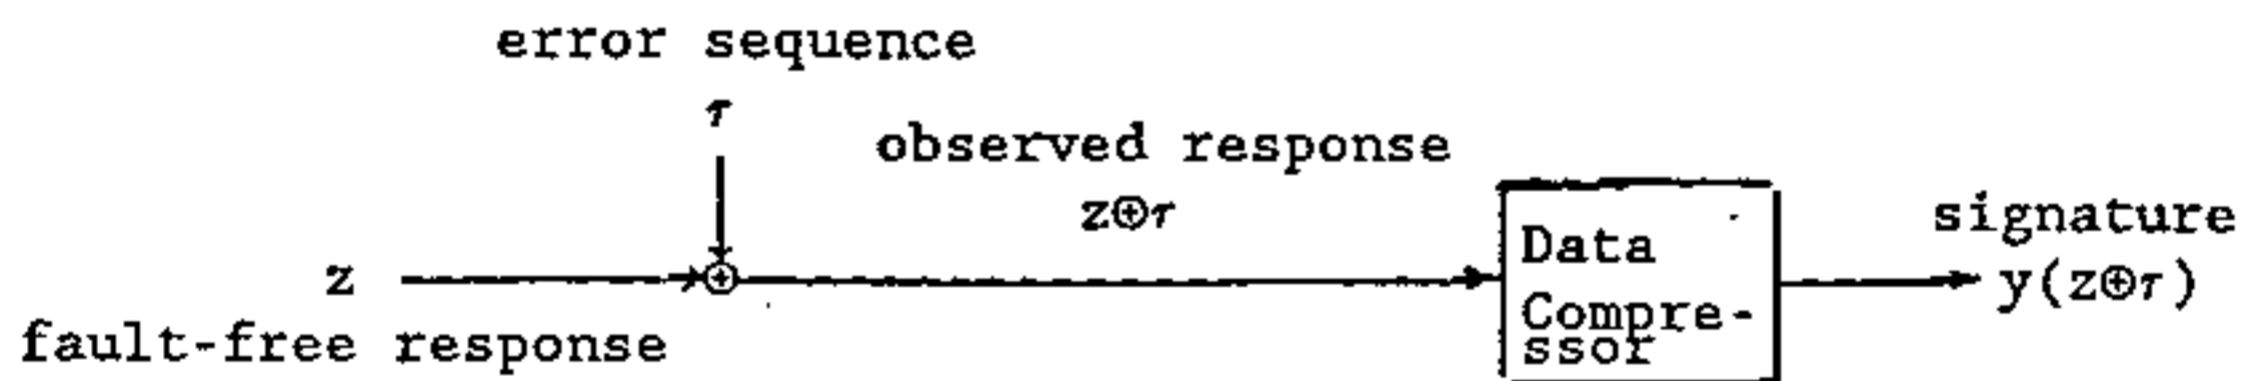 error sequence
τ
observed response
z⊕τ
signature
Data
z
y(z⊕τ)
Compre-
fault-free response
ssor